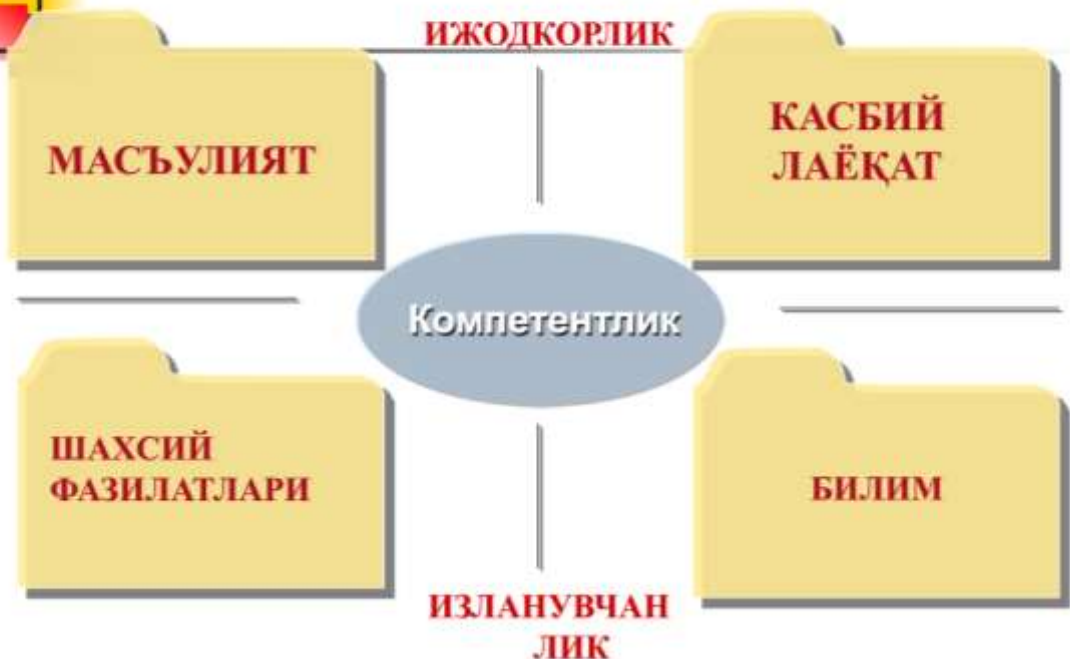 ИЖОДКОРЛИК
МАСЪУЛИЯТ
КАСБИЙ
ЛАЁҚАТ
Компетентлик
ШАХСИЙ
ФАЗИЛАТЛАРИ
БИЛИМ
ИЗЛАНУВЧАН
ЛИК